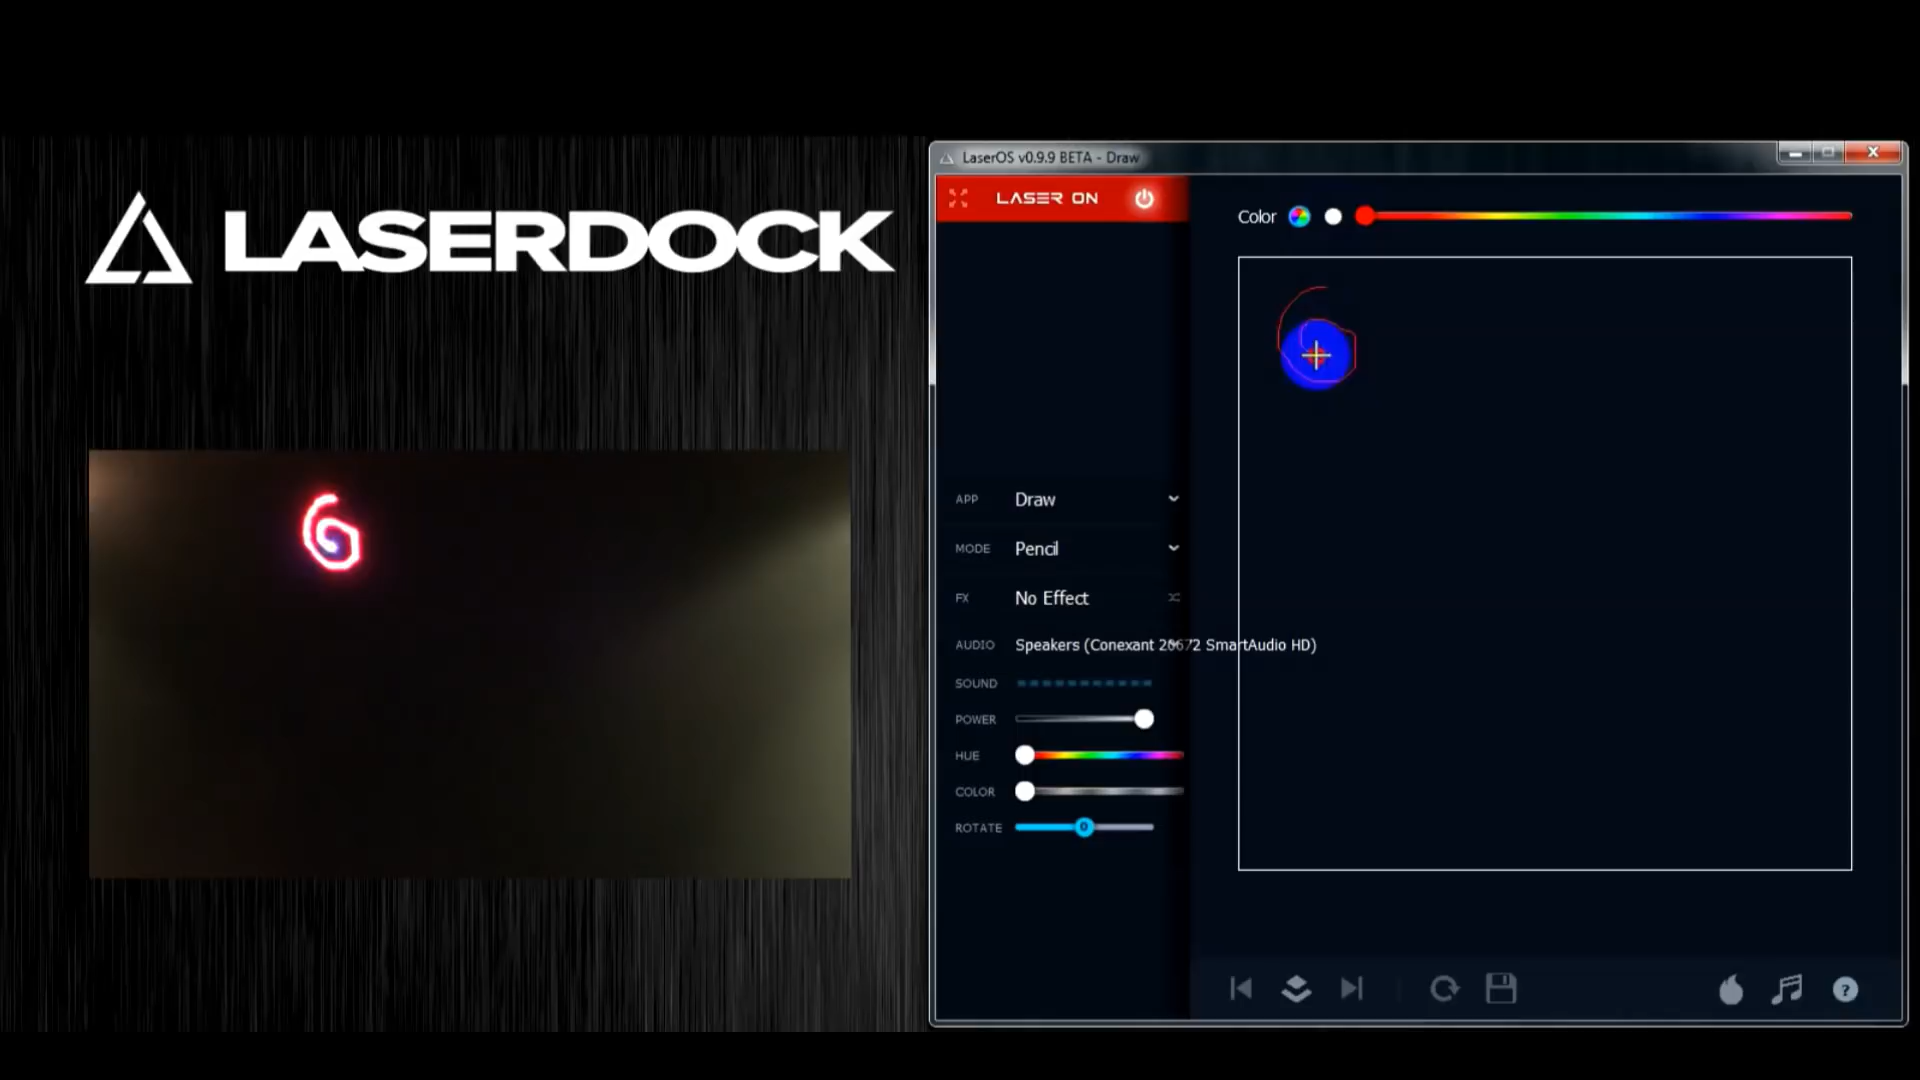 LASERDOCK
LaserOS v0.9.9 BETA - Draw
LASER ON
Color
APP Draw
MODE Pencil
FX No Effect
AUDIO Speakers (Conexant 20672 SmartAudio HD)
SOUND
POWER
HUE
COLOR
ROTATE 0
?